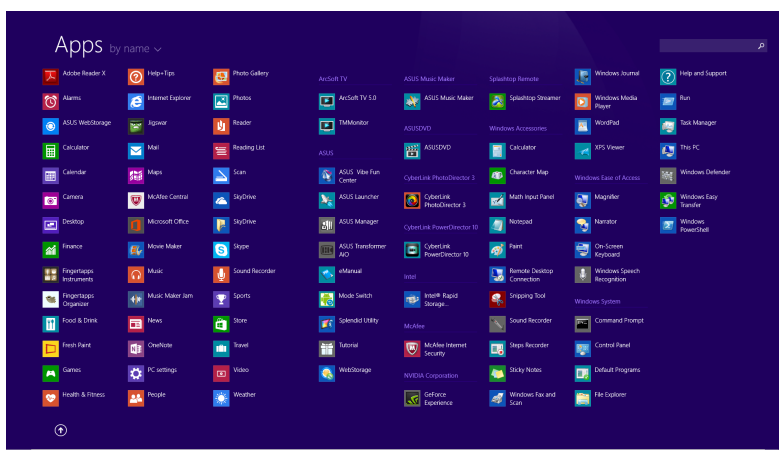 Apps by name
Adobe Reader X
Alarms
ASUS WebStorage
Calculator
Calendar
Camera
Desktop
Finance
Fingertapps
Instruments
Fingertapps
Organizer
Food & Drink
Fresh Paint
Games
Health & Fitness
Help+Tips
Internet Explorer
Jigswar
Mail
Maps
McAfee Central
Microsoft Office
Movie Maker
Music
Music Maker Jam
News
OneNote
PC settings
People
Photo Gallery
Photos
Reader
Reading List
Scan
SkyDrive
SkyDrive
Skype
Sound Recorder
Sports
Store
Travel
Video
Weather
ArcSoft TV
ArcSoft TV 5.0
TMMonitor
ASUS
ASUS Vibe Fun
Center
ASUS Launcher
ASUS Manager
ASUS Transformer
AiO
eManual
Mode Switch
Splendid Utility
Tutorial
WebStorage
ASUS Music Maker
ASUS Music Maker
ASUSDVD
ASUSDVD
CyberLink PhotoDirector 3
CyberLink
PhotoDirector 3
CyberLink PowerDirector 10
CyberLink
PowerDirector 10
Intel
Intel® Rapid
Storage...
McAfee
McAfee Internet
Security
NVIDIA Corporation
GeForce
Experience
Splashtop Remote
Splashtop Streamer
Windows Accessories
Calculator
Character Map
Math Input Panel
Notepad
Paint
Remote Desktop
Connection
Snipping Tool
Sound Recorder
Steps Recorder
Sticky Notes
Windows Fax and
Scan
Windows Journal
Windows Media
Player
WordPad
XPS Viewer
Windows Ease of Access
Magnifier
Narrator
On-Screen
Keyboard
Windows Speech
Recognition
Windows System
Command Prompt
Control Panel
Default Programs
File Explorer
Help and Support
Run
Task Manager
This PC
Windows Defender
Windows Easy
Transfer
Windows
PowerShell